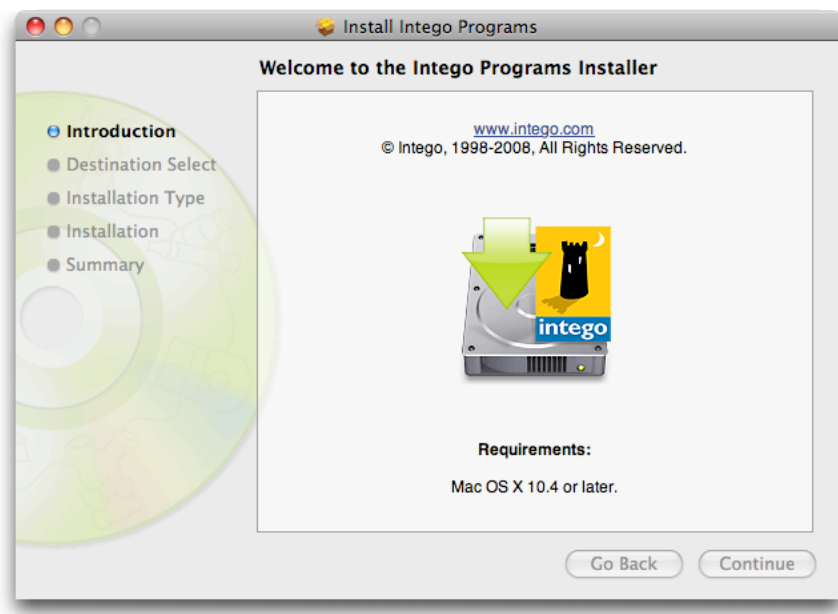 Install Intego Programs
Welcome to the Intego Programs Installer
Introduction
Destination Select
Installation Type
Installation
Summary
www.intego.com
© Intego, 1998-2008, All Rights Reserved.
intego
Requirements:
Mac OS X 10.4 or later.
Go Back
Continue